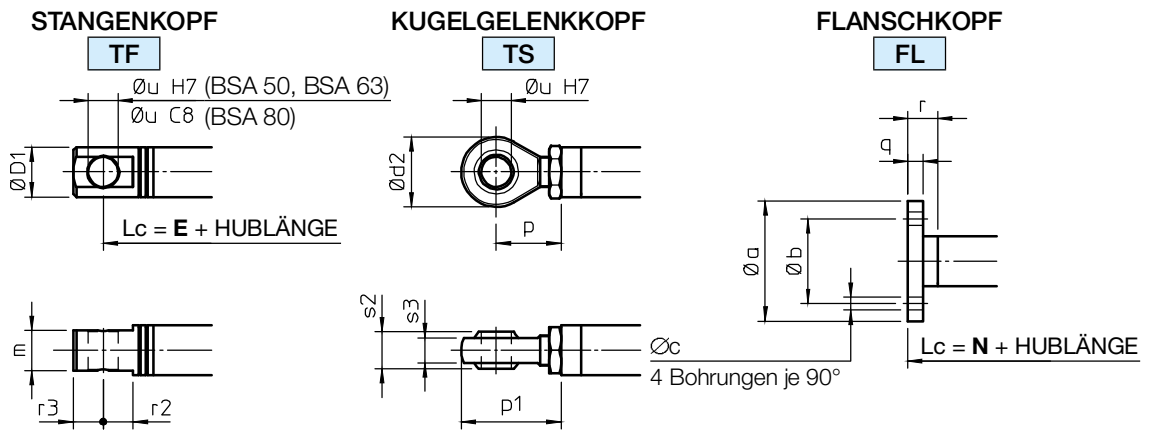 STANGENKOPF
TF
Øu H7 (BSA 50, BSA 63)
Øu C8 (BSA 80)
ØD1
Lc = E + HUBLÄNGE
m
r3
r2
KUGELGELENKKOPF
TS
Øu H7
Ød2
p
s2
s3
p1
FLANSCHKOPF
FL
r
q
Øa
Øb
Øc
4 Bohrungen je 90°
Lc = N + HUBLÄNGE